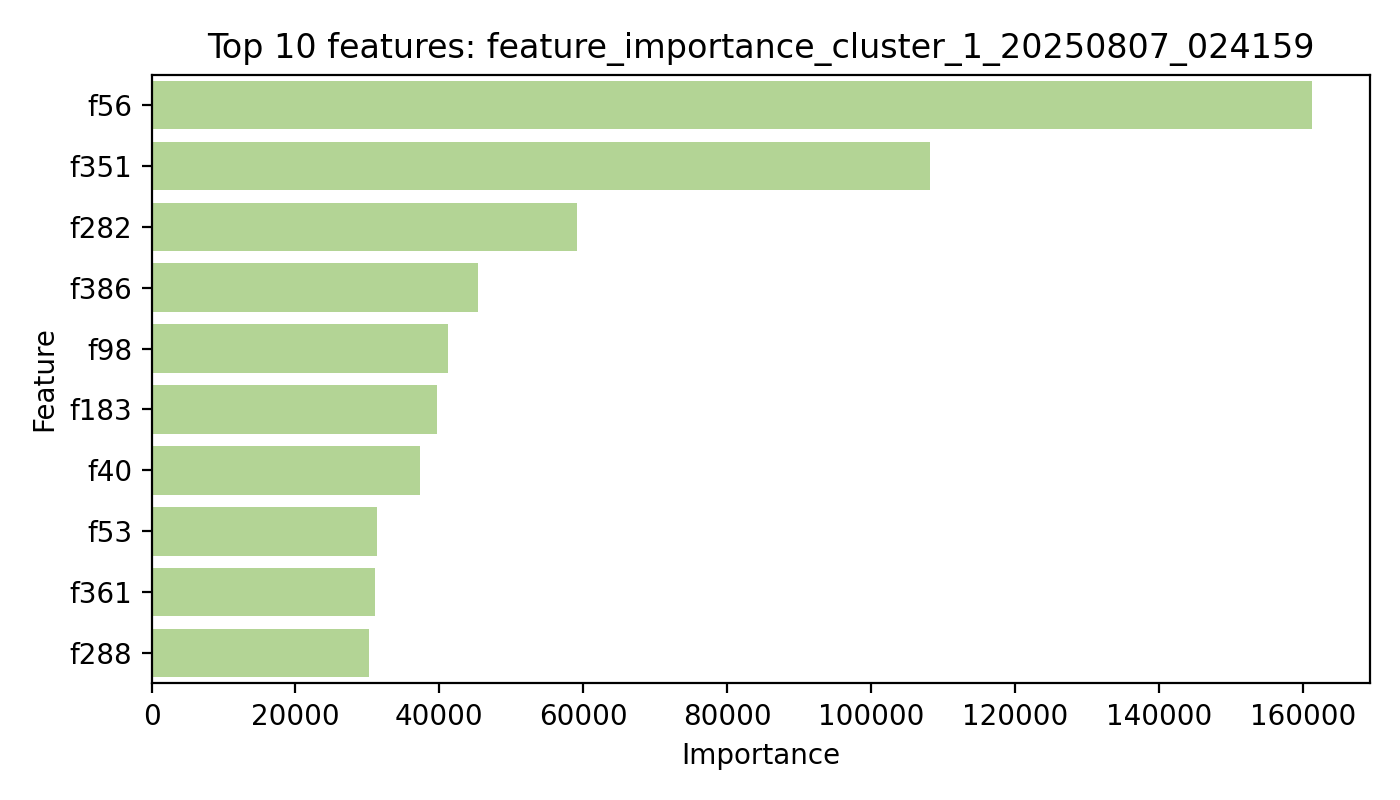 Top 10 features: feature_importance_cluster_1_20250807_024159
f56
f351
f282
f386
f98
f183
f40
f53
f361
f288
Feature
0 20000 40000 60000 80000 100000 120000 140000 160000
Importance